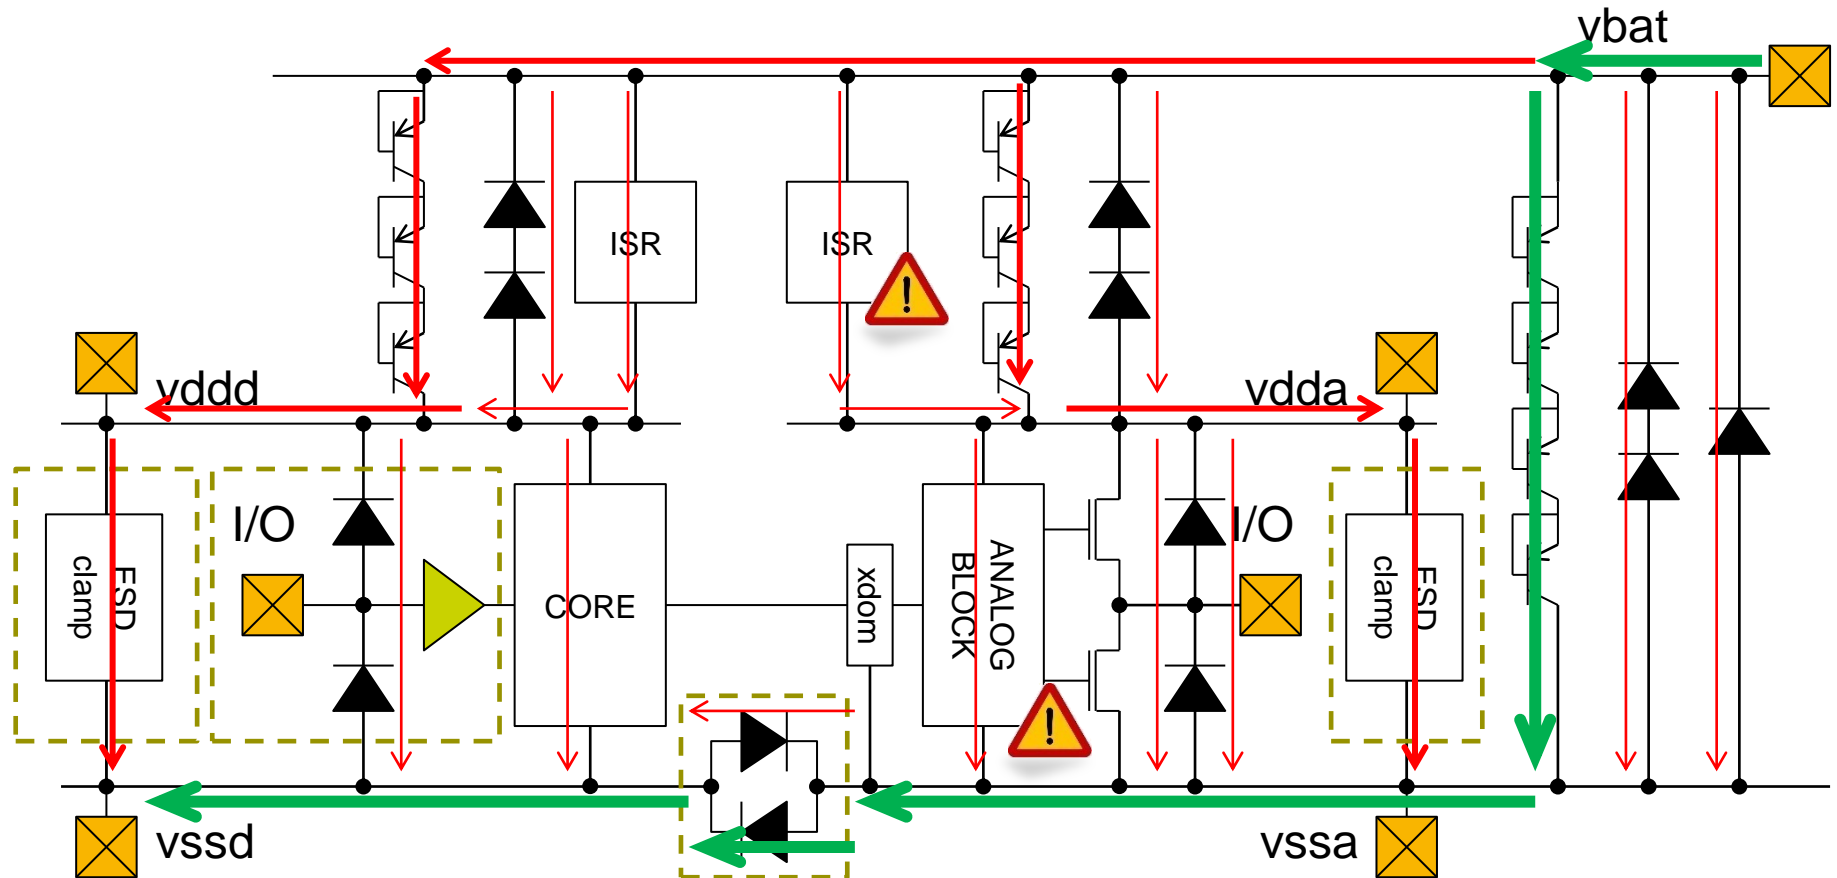 vbat
ISR
ISR
vddd
vdda
I/O
I/O
ESD
clamp
CORE
xdom
ANALOG
BLOCK
ESD
clamp
vssd
vssa